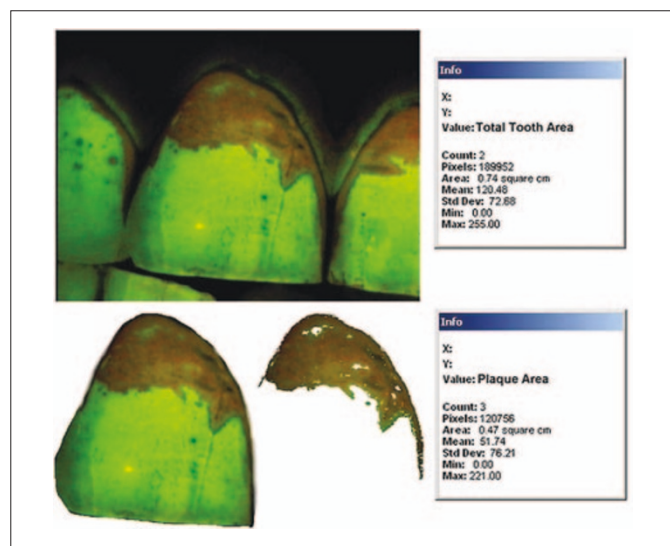 Info
X:
Y:
Value: Total Tooth Area
Count: 2
Pixels: 189952
Area: 0.74 square cm
Mean: 120.48
Std Dev: 72.68
Min: 0.00
Max: 255.00
Info
X:
Y:
Value: Plaque Area
Count: 3
Pixels: 120756
Area: 0.47 square cm
Mean: 51.74
Std Dev: 76.21
Min: 0.00
Max: 221.00